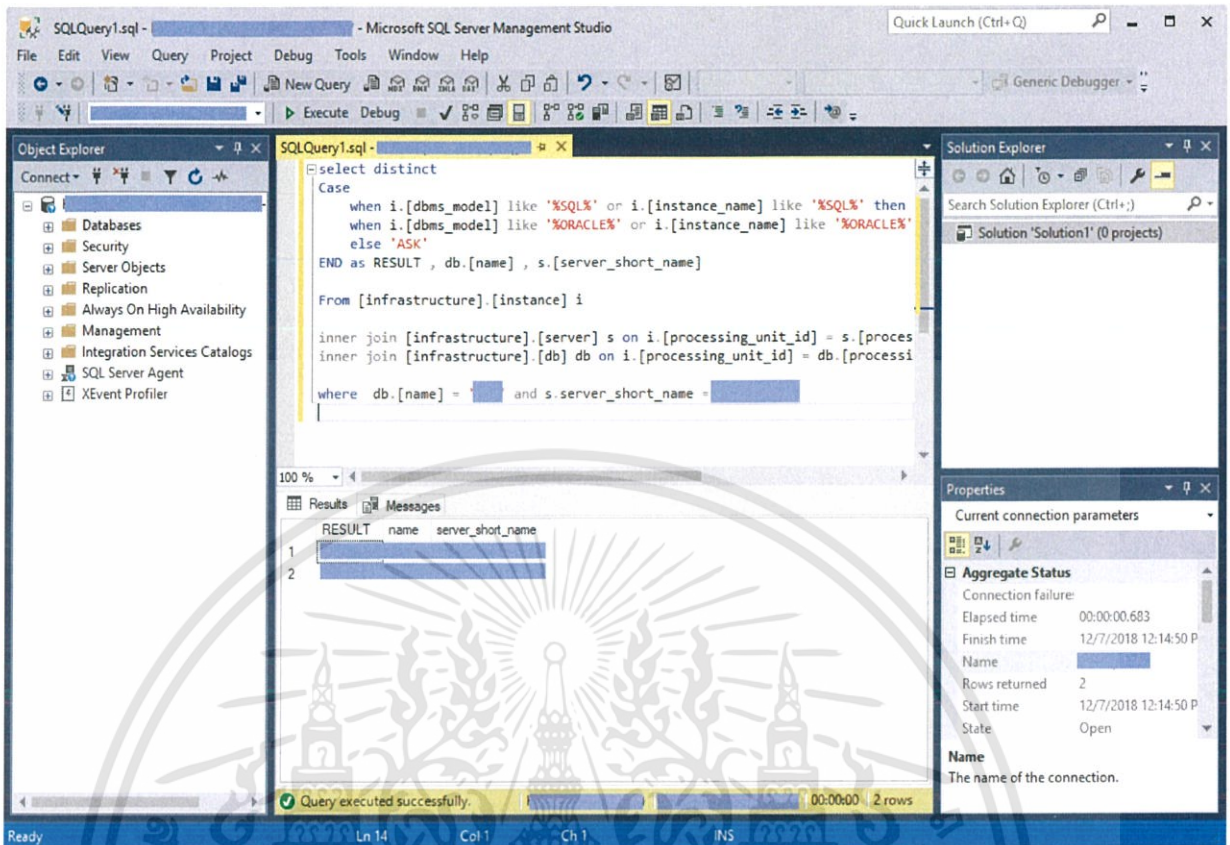 SQLQuery1.sql - - Microsoft SQL Server Management Studio
Quick Launch (Ctrl+Q)
File Edit View Query Project Debug Tools Window Help
New Query
Generic Debugger
Execute Debug
Object Explorer
Connect
Databases
Security
Server Objects
Replication
Always On High Availability
Management
Integration Services Catalogs
SQL Server Agent
XEvent Profiler
SQLQuery1.sql -
select distinct
Case
when i.[dbms_model] like '%SQL%' or i.[instance_name] like '%SQL%' then
when i.[dbms_model] like '%ORACLE%' or i.[instance_name] like '%ORACLE%'
else 'ASK'
END as RESULT , db.[name] , s.[server_short_name]
From [infrastructure].[instance] i
inner join [infrastructure].[server] s on i.[processing_unit_id] = s.[proces
inner join [infrastructure].[db] db on i.[processing_unit_id] = db.[processi
where db.[name] = ' and s.server_short_name =
100 %
Results Messages
RESULT name server_short_name
1
2
Query executed successfully.
00:00:00 2 rows
Solution Explorer
Search Solution Explorer (Ctrl+;)
Solution 'Solution1' (0 projects)
Properties
Current connection parameters
Aggregate Status
Connection failure
Elapsed time 00:00:00.683
Finish time 12/7/2018 12:14:50 P
Name
Rows returned 2
Start time 12/7/2018 12:14:50 P
State Open
Name
The name of the connection.
Ready Ln 14 Col 1 Ch 1 INS